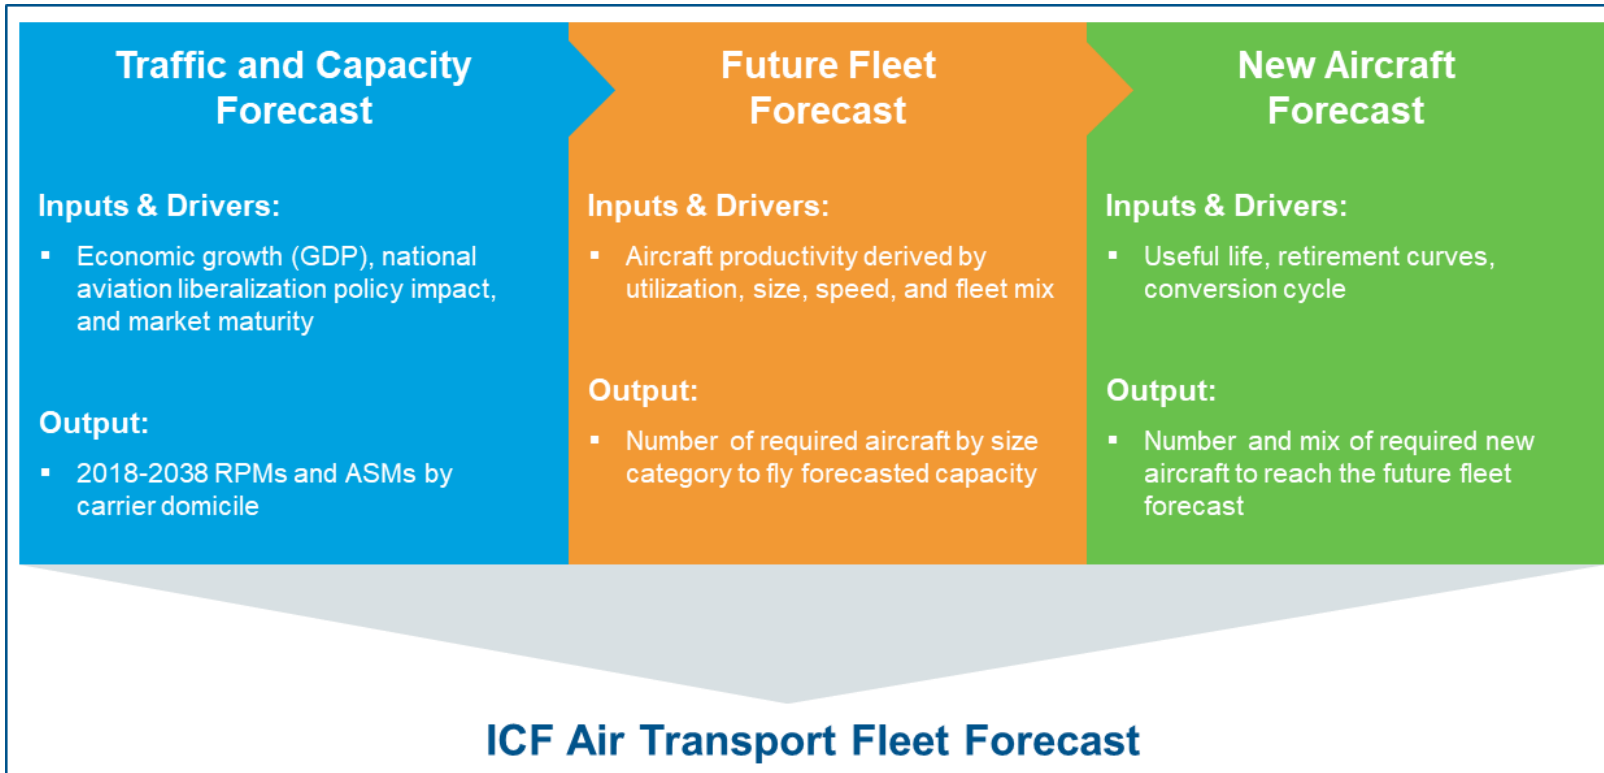 Traffic and Capacity
Forecast
Inputs & Drivers:
▪ Economic growth (GDP), national
aviation liberalization policy impact,
and market maturity
Output:
▪ 2018-2038 RPMs and ASMs by
carrier domicile
Future Fleet
Forecast
Inputs & Drivers:
▪ Aircraft productivity derived by
utilization, size, speed, and fleet mix
Output:
▪ Number of required aircraft by size
category to fly forecasted capacity
New Aircraft
Forecast
Inputs & Drivers:
▪ Useful life, retirement curves,
conversion cycle
Output:
▪ Number and mix of required new
aircraft to reach the future fleet
forecast
ICF Air Transport Fleet Forecast